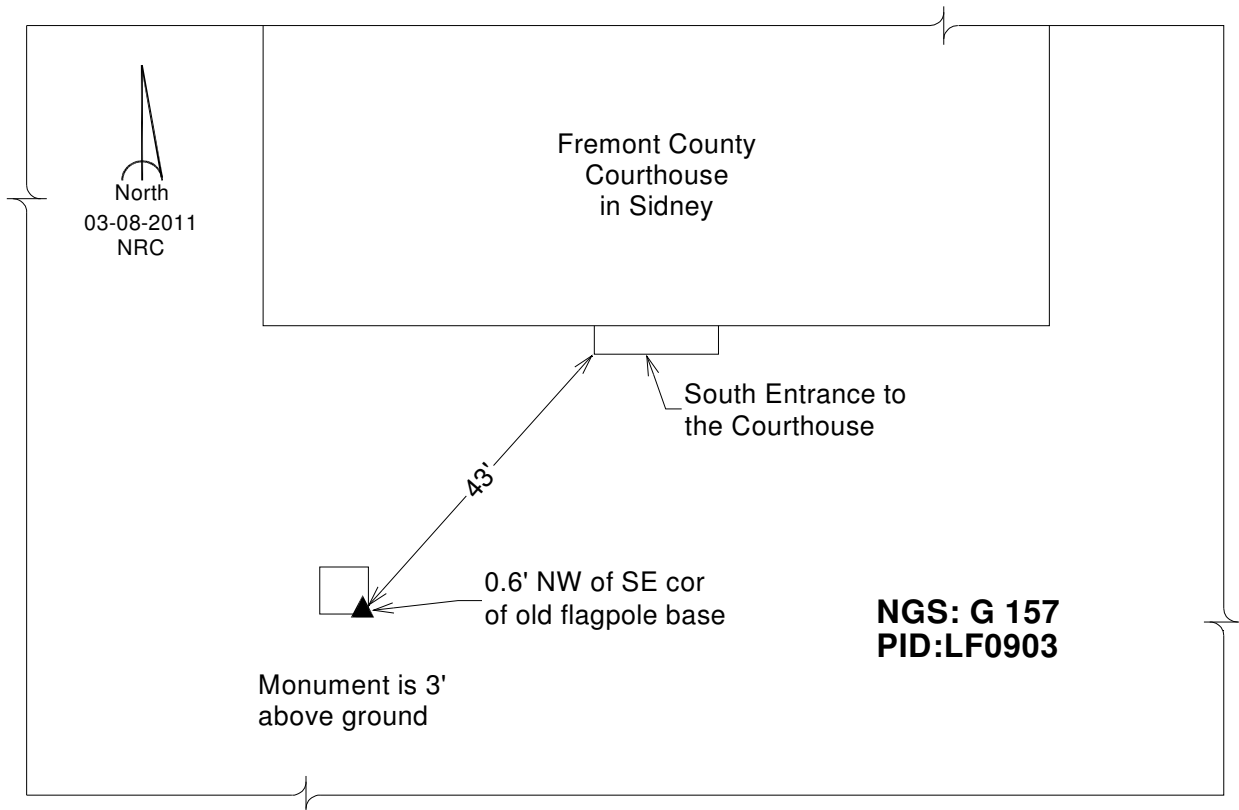 North
03-08-2011
NRC
Fremont County
Courthouse
in Sidney
South Entrance to
the Courthouse
43'
0.6' NW of SE cor
of old flagpole base
NGS: G 157
PID:LF0903
Monument is 3'
above ground